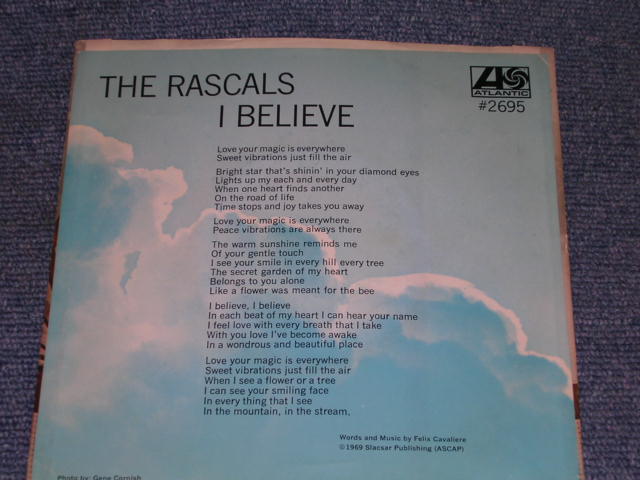 THE RASCALS
I BELIEVE
ATLANTIC
#2695
Love your magic is everywhere
Sweet vibrations just fill the air
Bright star that's shinin' in your diamond eyes
Lights up my each and every day
When one heart finds another
On the road of life
Time stops and joy takes you away
Love your magic is everywhere
Peace vibrations are always there
The warm sunshine reminds me
Of your gentle touch
I see your smile in every hill every tree
The secret garden of my heart
Belongs to you alone
Like a flower was meant for the bee
I believe, I believe
In each beat of my heart I can hear your name
I feel love with every breath that I take
With you love I've become awake
In a wondrous and beautiful place
Love your magic is everywhere
Sweet vibrations just fill the air
When I see a flower or a tree
I can see your smiling face
In every thing that I see
In the mountain, in the stream.
Words and Music by Felix Cavaliere
©1969 Slacsar Publishing (ASCAP)
Photo by: Gene Cornish